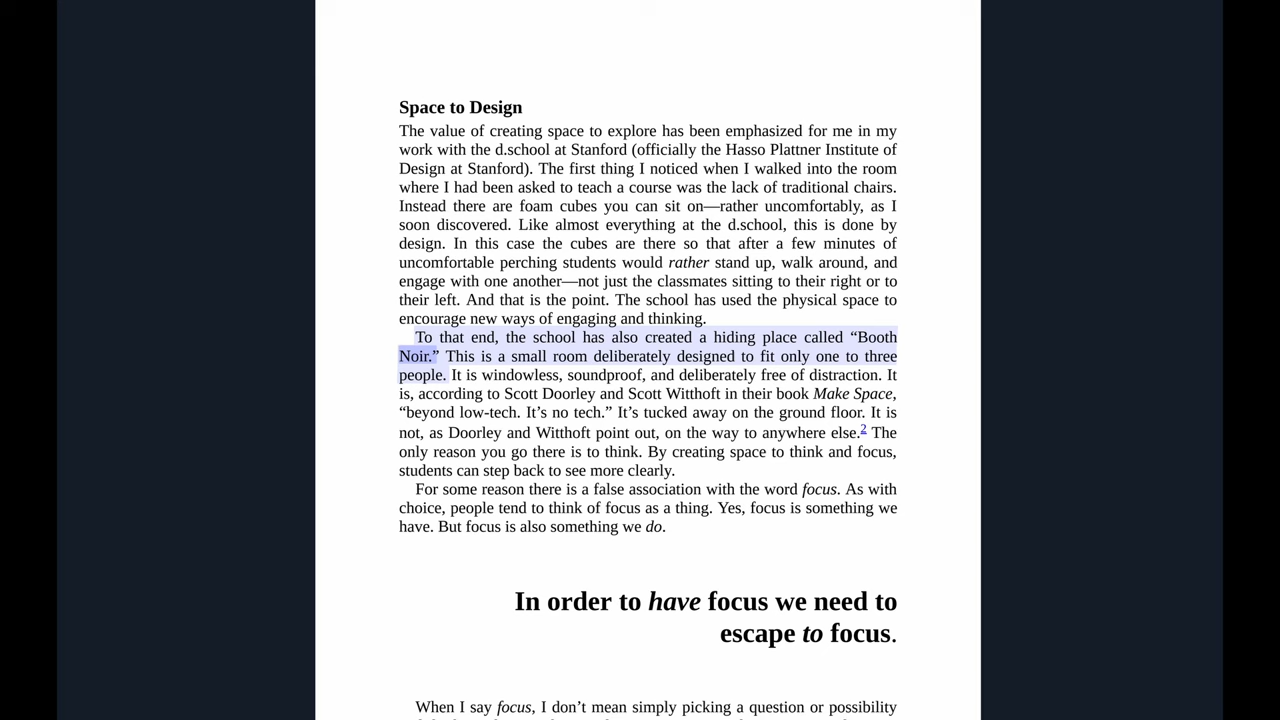 Space to Design
The value of creating space to explore has been emphasized for me in my
work with the d.school at Stanford (officially the Hasso Plattner Institute of
Design at Stanford). The first thing I noticed when I walked into the room
where I had been asked to teach a course was the lack of traditional chairs.
Instead there are foam cubes you can sit on—rather uncomfortably, as I
soon discovered. Like almost everything at the d.school, this is done by
design. In this case the cubes are there so that after a few minutes of
uncomfortable perching students would rather stand up, walk around, and
engage with one another—not just the classmates sitting to their right or to
their left. And that is the point. The school has used the physical space to
encourage new ways of engaging and thinking.
To that end, the school has also created a hiding place called “Booth
Noir.” This is a small room deliberately designed to fit only one to three
people. It is windowless, soundproof, and deliberately free of distraction. It
is, according to Scott Doorley and Scott Witthoft in their book Make Space,
“beyond low-tech. It’s no tech.” It’s tucked away on the ground floor. It is
not, as Doorley and Witthoft point out, on the way to anywhere else.2 The
only reason you go there is to think. By creating space to think and focus,
students can step back to see more clearly.
For some reason there is a false association with the word focus. As with
choice, people tend to think of focus as a thing. Yes, focus is something we
have. But focus is also something we do.
In order to have focus we need to
escape to focus.
When I say focus, I don’t mean simply picking a question or possibility